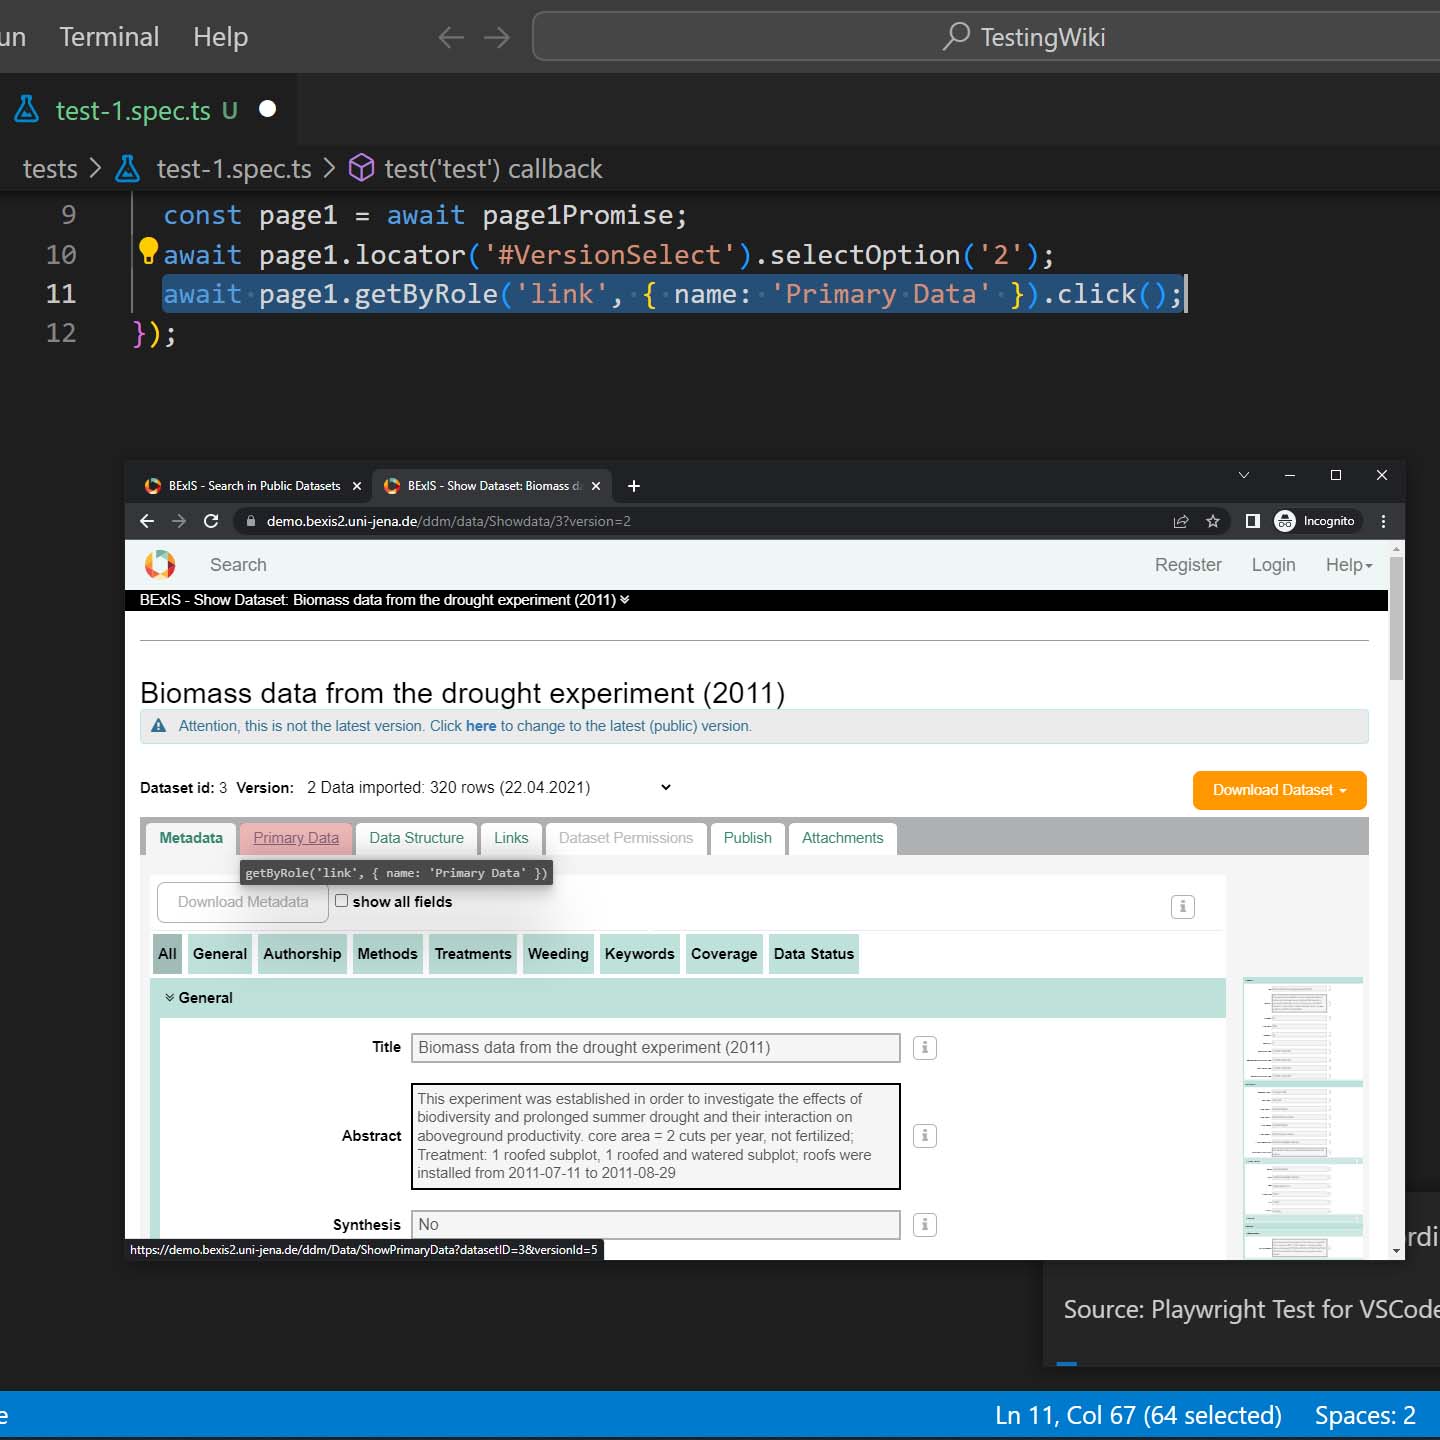 un Terminal Help TestingWiki
test-1.spec.ts U
tests > test-1.spec.ts > test('test') callback
9 const page1 = await page1Promise;
10 await page1.locator('#VersionSelect').selectOption('2');
11 await page1.getByRole('link', { name: 'Primary Data' }).click();
12 });
BExIS - Search in Public Datasets BExIS - Show Dataset: Biomass da
demo.bexis2.uni-jena.de/ddm/data/Showdata/3?version=2 Incognito
Search Register Login Help
BExIS - Show Dataset: Biomass data from the drought experiment (2011)
Biomass data from the drought experiment (2011)
Attention, this is not the latest version. Click here to change to the latest (public) version.
Dataset id: 3 Version: 2 Data imported: 320 rows (22.04.2021) Download Dataset
Metadata Primary Data Data Structure Links Dataset Permissions Publish Attachments
getByRole('link', { name: 'Primary Data' })
Download Metadata show all fields
All General Authorship Methods Treatments Weeding Keywords Coverage Data Status
General
Title Biomass data from the drought experiment (2011)
Abstract This experiment was established in order to investigate the effects of
biodiversity and prolonged summer drought and their interaction on
aboveground productivity. core area = 2 cuts per year, not fertilized;
Treatment: 1 roofed subplot, 1 roofed and watered subplot; roofs were
installed from 2011-07-11 to 2011-08-29
Synthesis No
https://demo.bexis2.uni-jena.de/ddm/Data/ShowPrimaryData?datasetID=3&versionId=5
rdi
Source: Playwright Test for VSCode
e Ln 11, Col 67 (64 selected) Spaces: 2